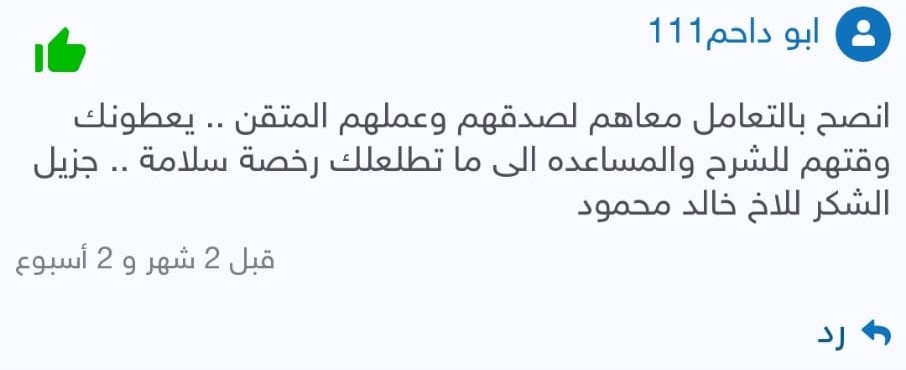 ابو داحم111
انصح بالتعامل معاهم لصدقهم وعملهم المتقن .. يعطونك
وقتهم للشرح والمساعده الى ما تطلعلك رخصة سلامة .. جزيل
الشكر للاخ خالد محمود
قبل 2 شهر و 2 أسبوع
رد